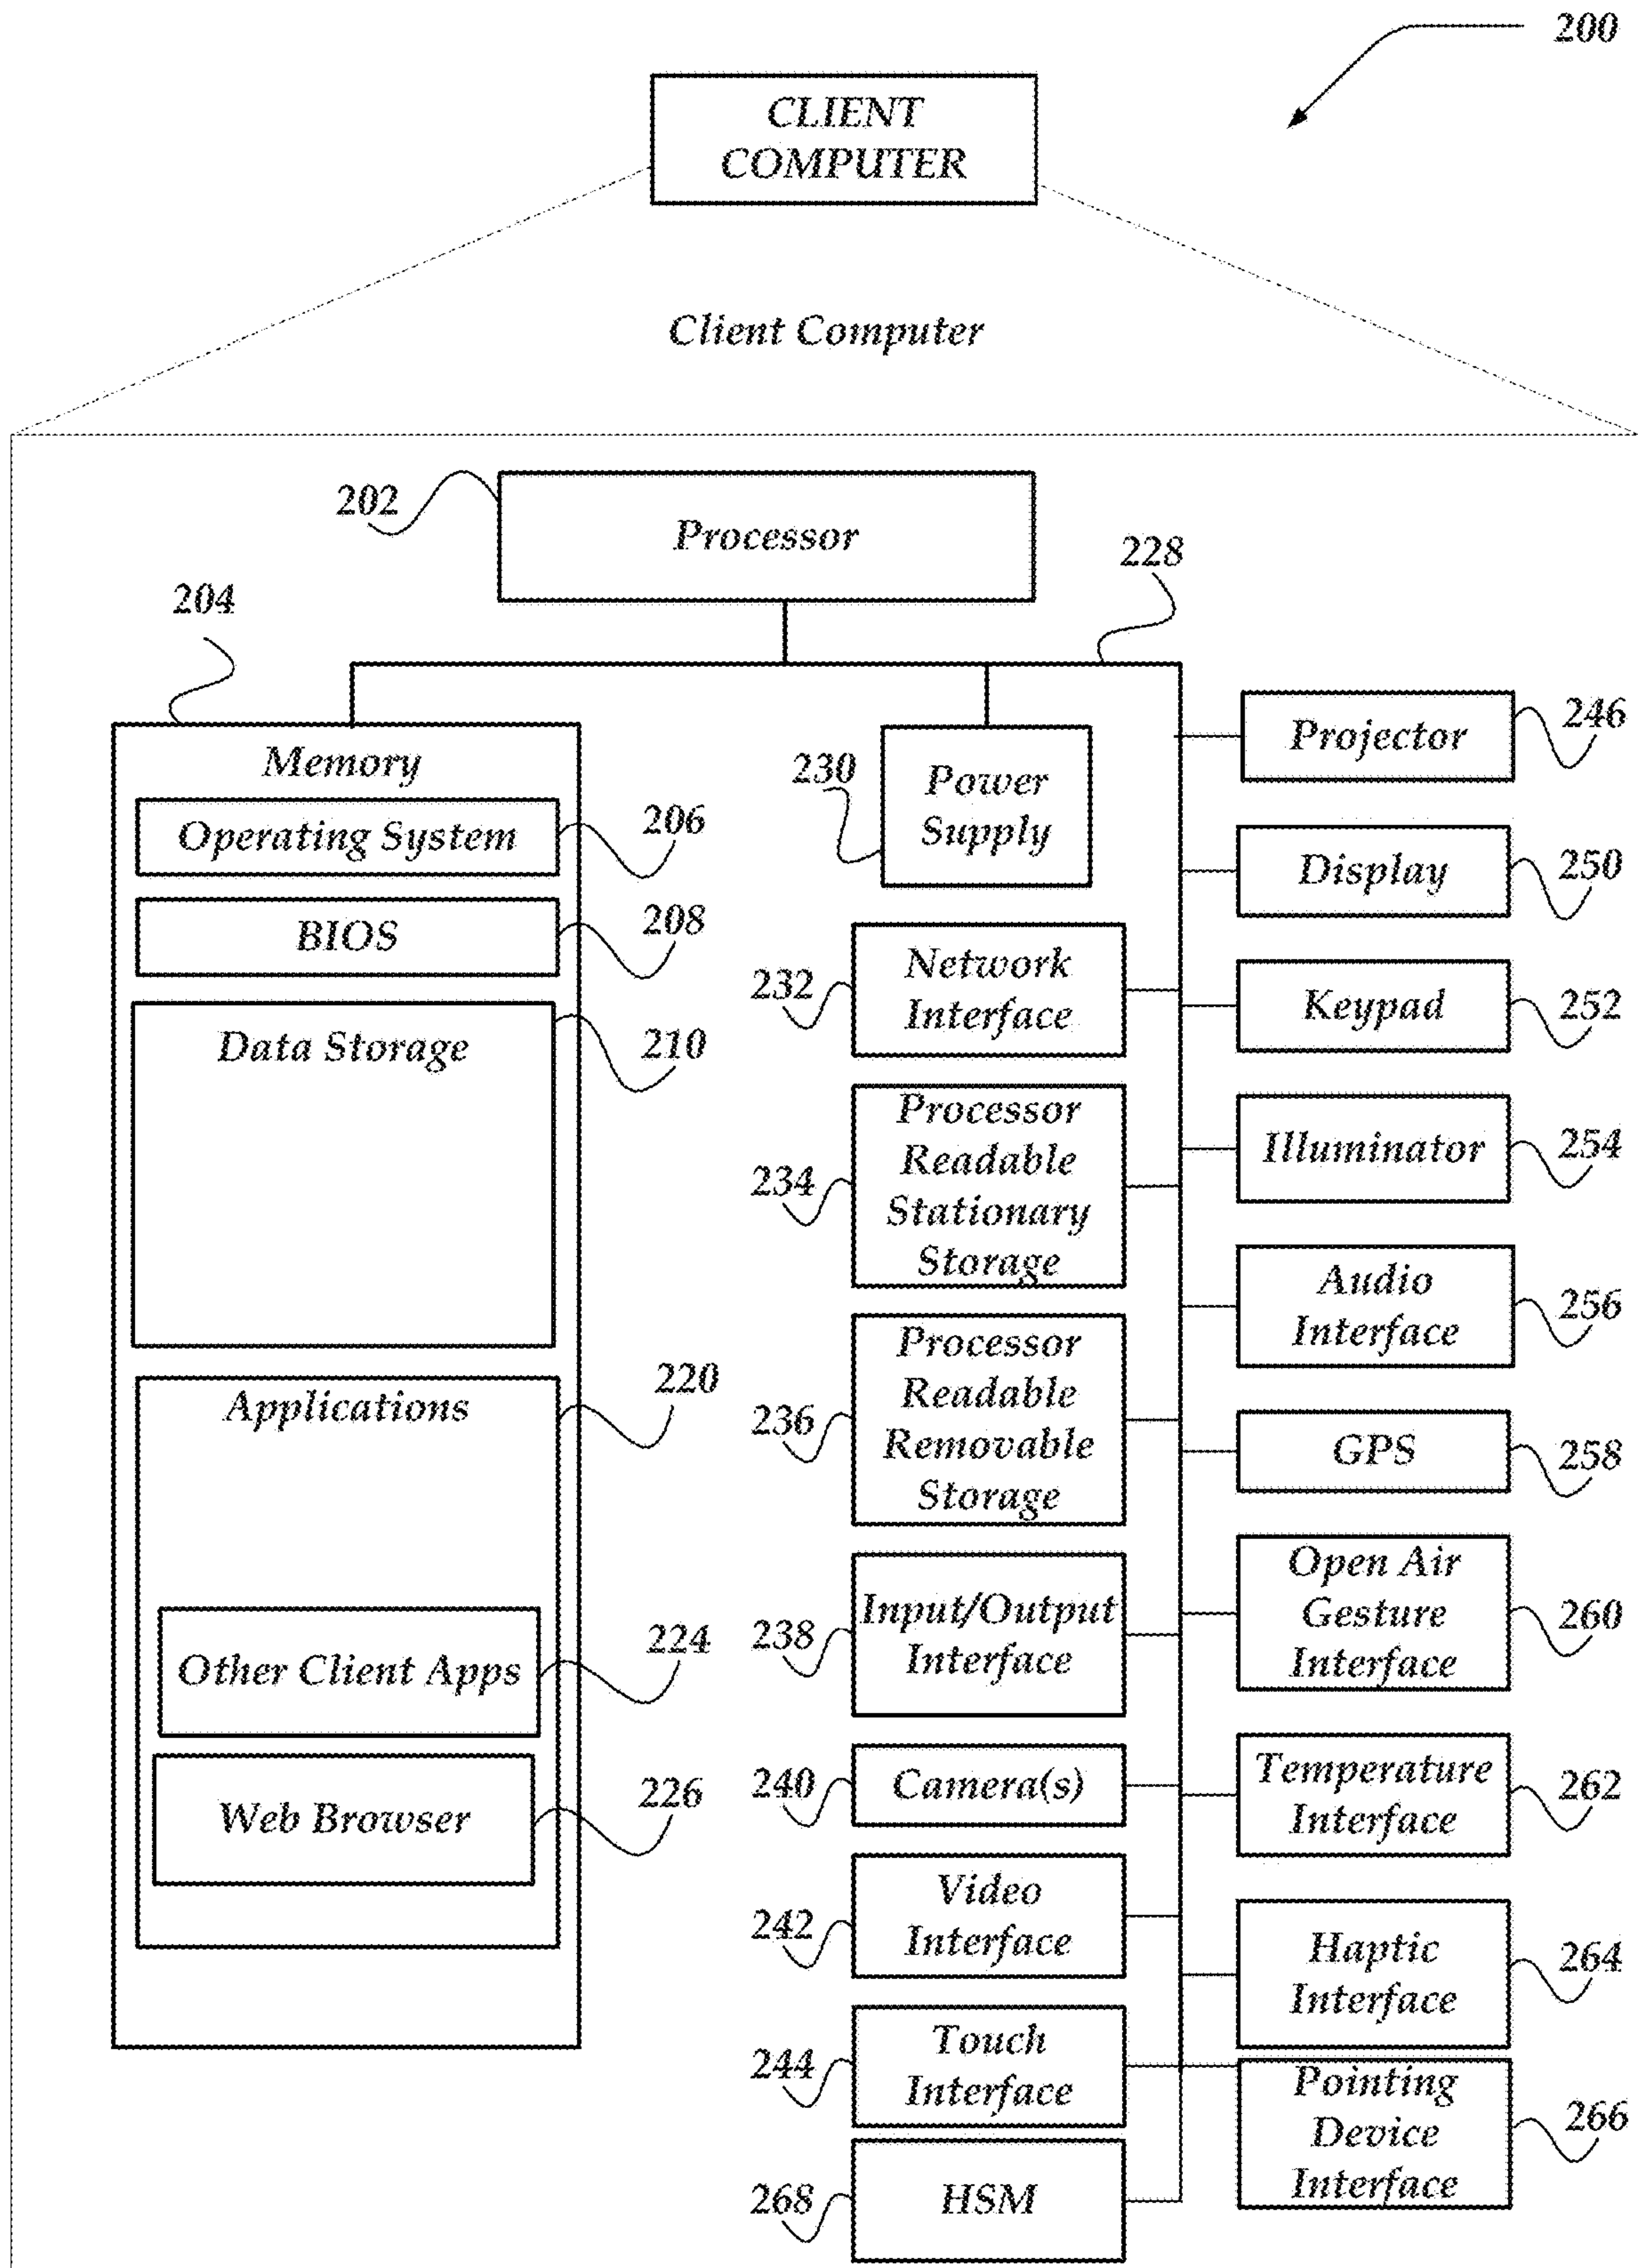 200
CLIENT
COMPUTER
Client Computer
202
Processor
228
204
Memory
Operating System
206
BIOS
208
Data Storage
210
Applications
220
Other Client Apps
224
Web Browser
226
230
Power
Supply
232
Network
Interface
234
Processor
Readable
Stationary
Storage
236
Processor
Readable
Removable
Storage
238
Input/Output
Interface
240
Camera(s)
242
Video
Interface
244
Touch
Interface
268
HSM
Projector
246
Display
250
Keypad
252
Illuminator
254
Audio
Interface
256
GPS
258
Open Air
Gesture
Interface
260
Temperature
Interface
262
Haptic
Interface
264
Pointing
Device
Interface
266